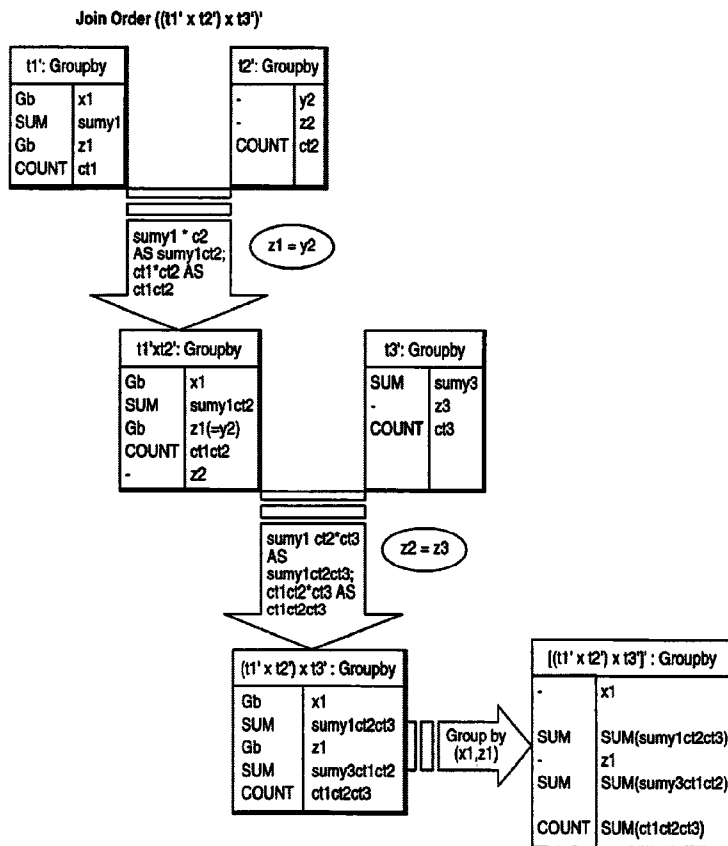 Join Order ((t1' x t2') x t3')'
t1': Groupby
Gb x1
SUM sumy1
Gb z1
COUNT ct1
t2': Groupby
- y2
- z2
COUNT ct2
sumy1 * c2
AS sumy1ct2;
ct1*ct2 AS
ct1ct2
z1 = y2
t1'xt2': Groupby
Gb x1
SUM sumy1ct2
Gb z1(=y2)
COUNT ct1ct2
- z2
t3': Groupby
SUM sumy3
- z3
COUNT ct3
sumy1 ct2*ct3
AS
sumy1ct2ct3;
ct1ct2*ct3 AS
ct1ct2ct3
z2 = z3
(t1' x t2') x t3' : Groupby
Gb x1
SUM sumy1ct2ct3
Gb z1
SUM sumy3ct1ct2
COUNT ct1ct2ct3
Group by
(x1,z1)
[(t1' x t2') x t3']' : Groupby
- x1
SUM SUM(sumy1ct2ct3)
- z1
SUM SUM(sumy3ct1ct2)
COUNT SUM(ct1ct2ct3)